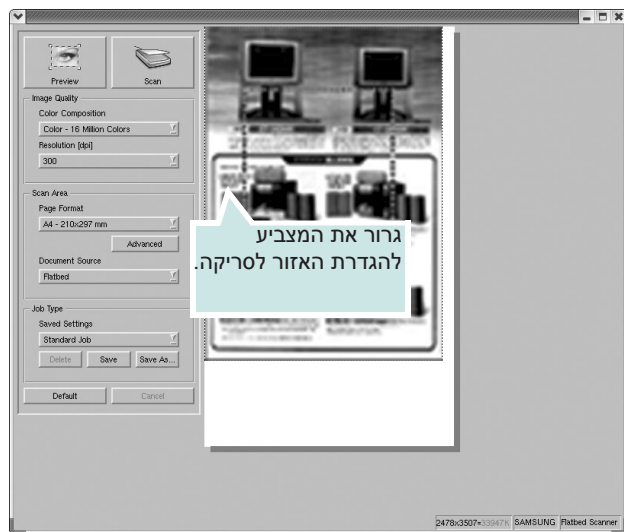 Preview
Scan
Image Quality
Color Composition
Color - 16 Million Colors
Resolution [dpi]
300
Scan Area
Page Format
A4 - 210x297 mm
Advanced
Document Source
Flatbed
Job Type
Saved Settings
Standard Job
Delete Save Save As...
Default Cancel
גרור את המצביע
להגדרת האזור לסריקה.
2478x3507=33947K SAMSUNG Flatbed Scanner